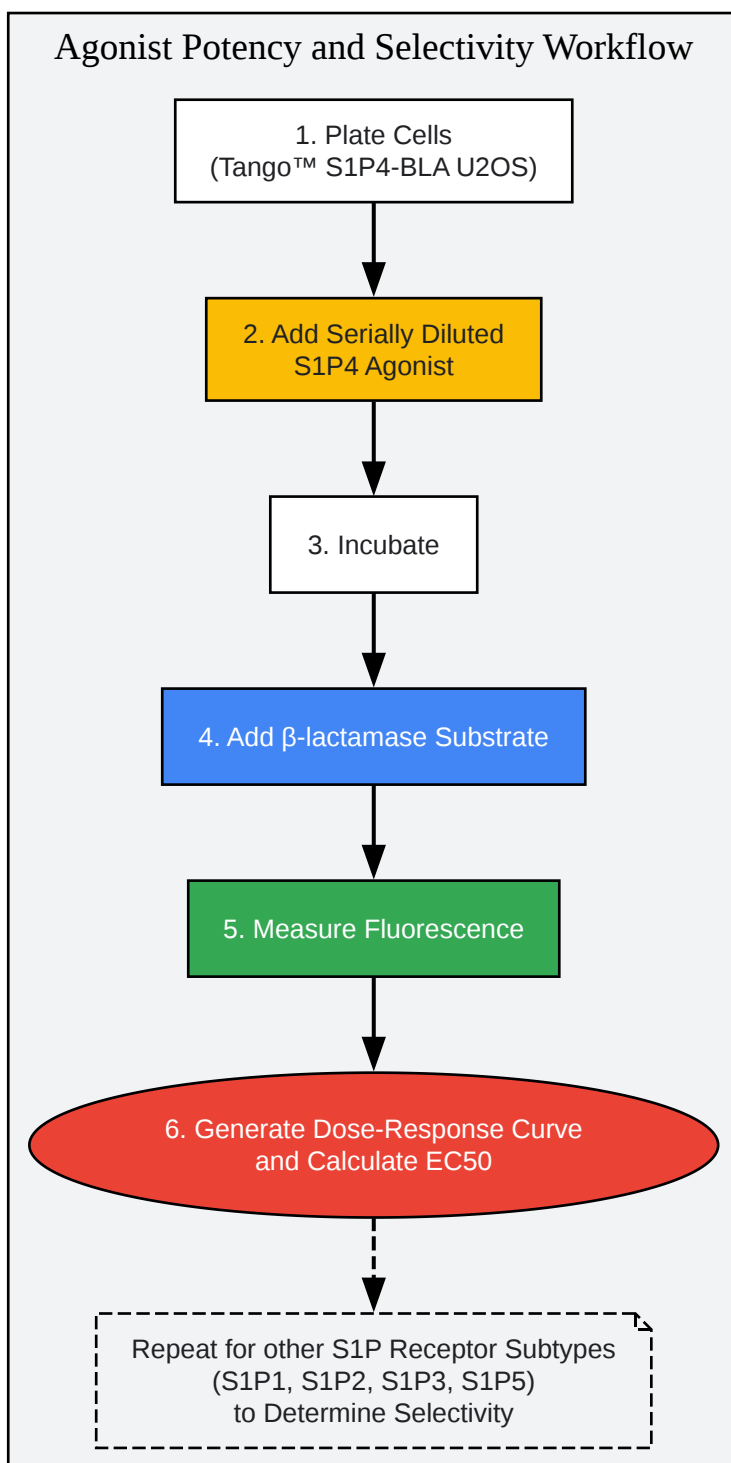 Agonist Potency and Selectivity Workflow
1. Plate Cells
(Tango™ S1P4-BLA U2OS)
2. Add Serially Diluted
S1P4 Agonist
3. Incubate
4. Add β-lactamase Substrate
5. Measure Fluorescence
6. Generate Dose-Response Curve
and Calculate EC50
Repeat for other S1P Receptor Subtypes
(S1P1, S1P2, S1P3, S1P5)
to Determine Selectivity